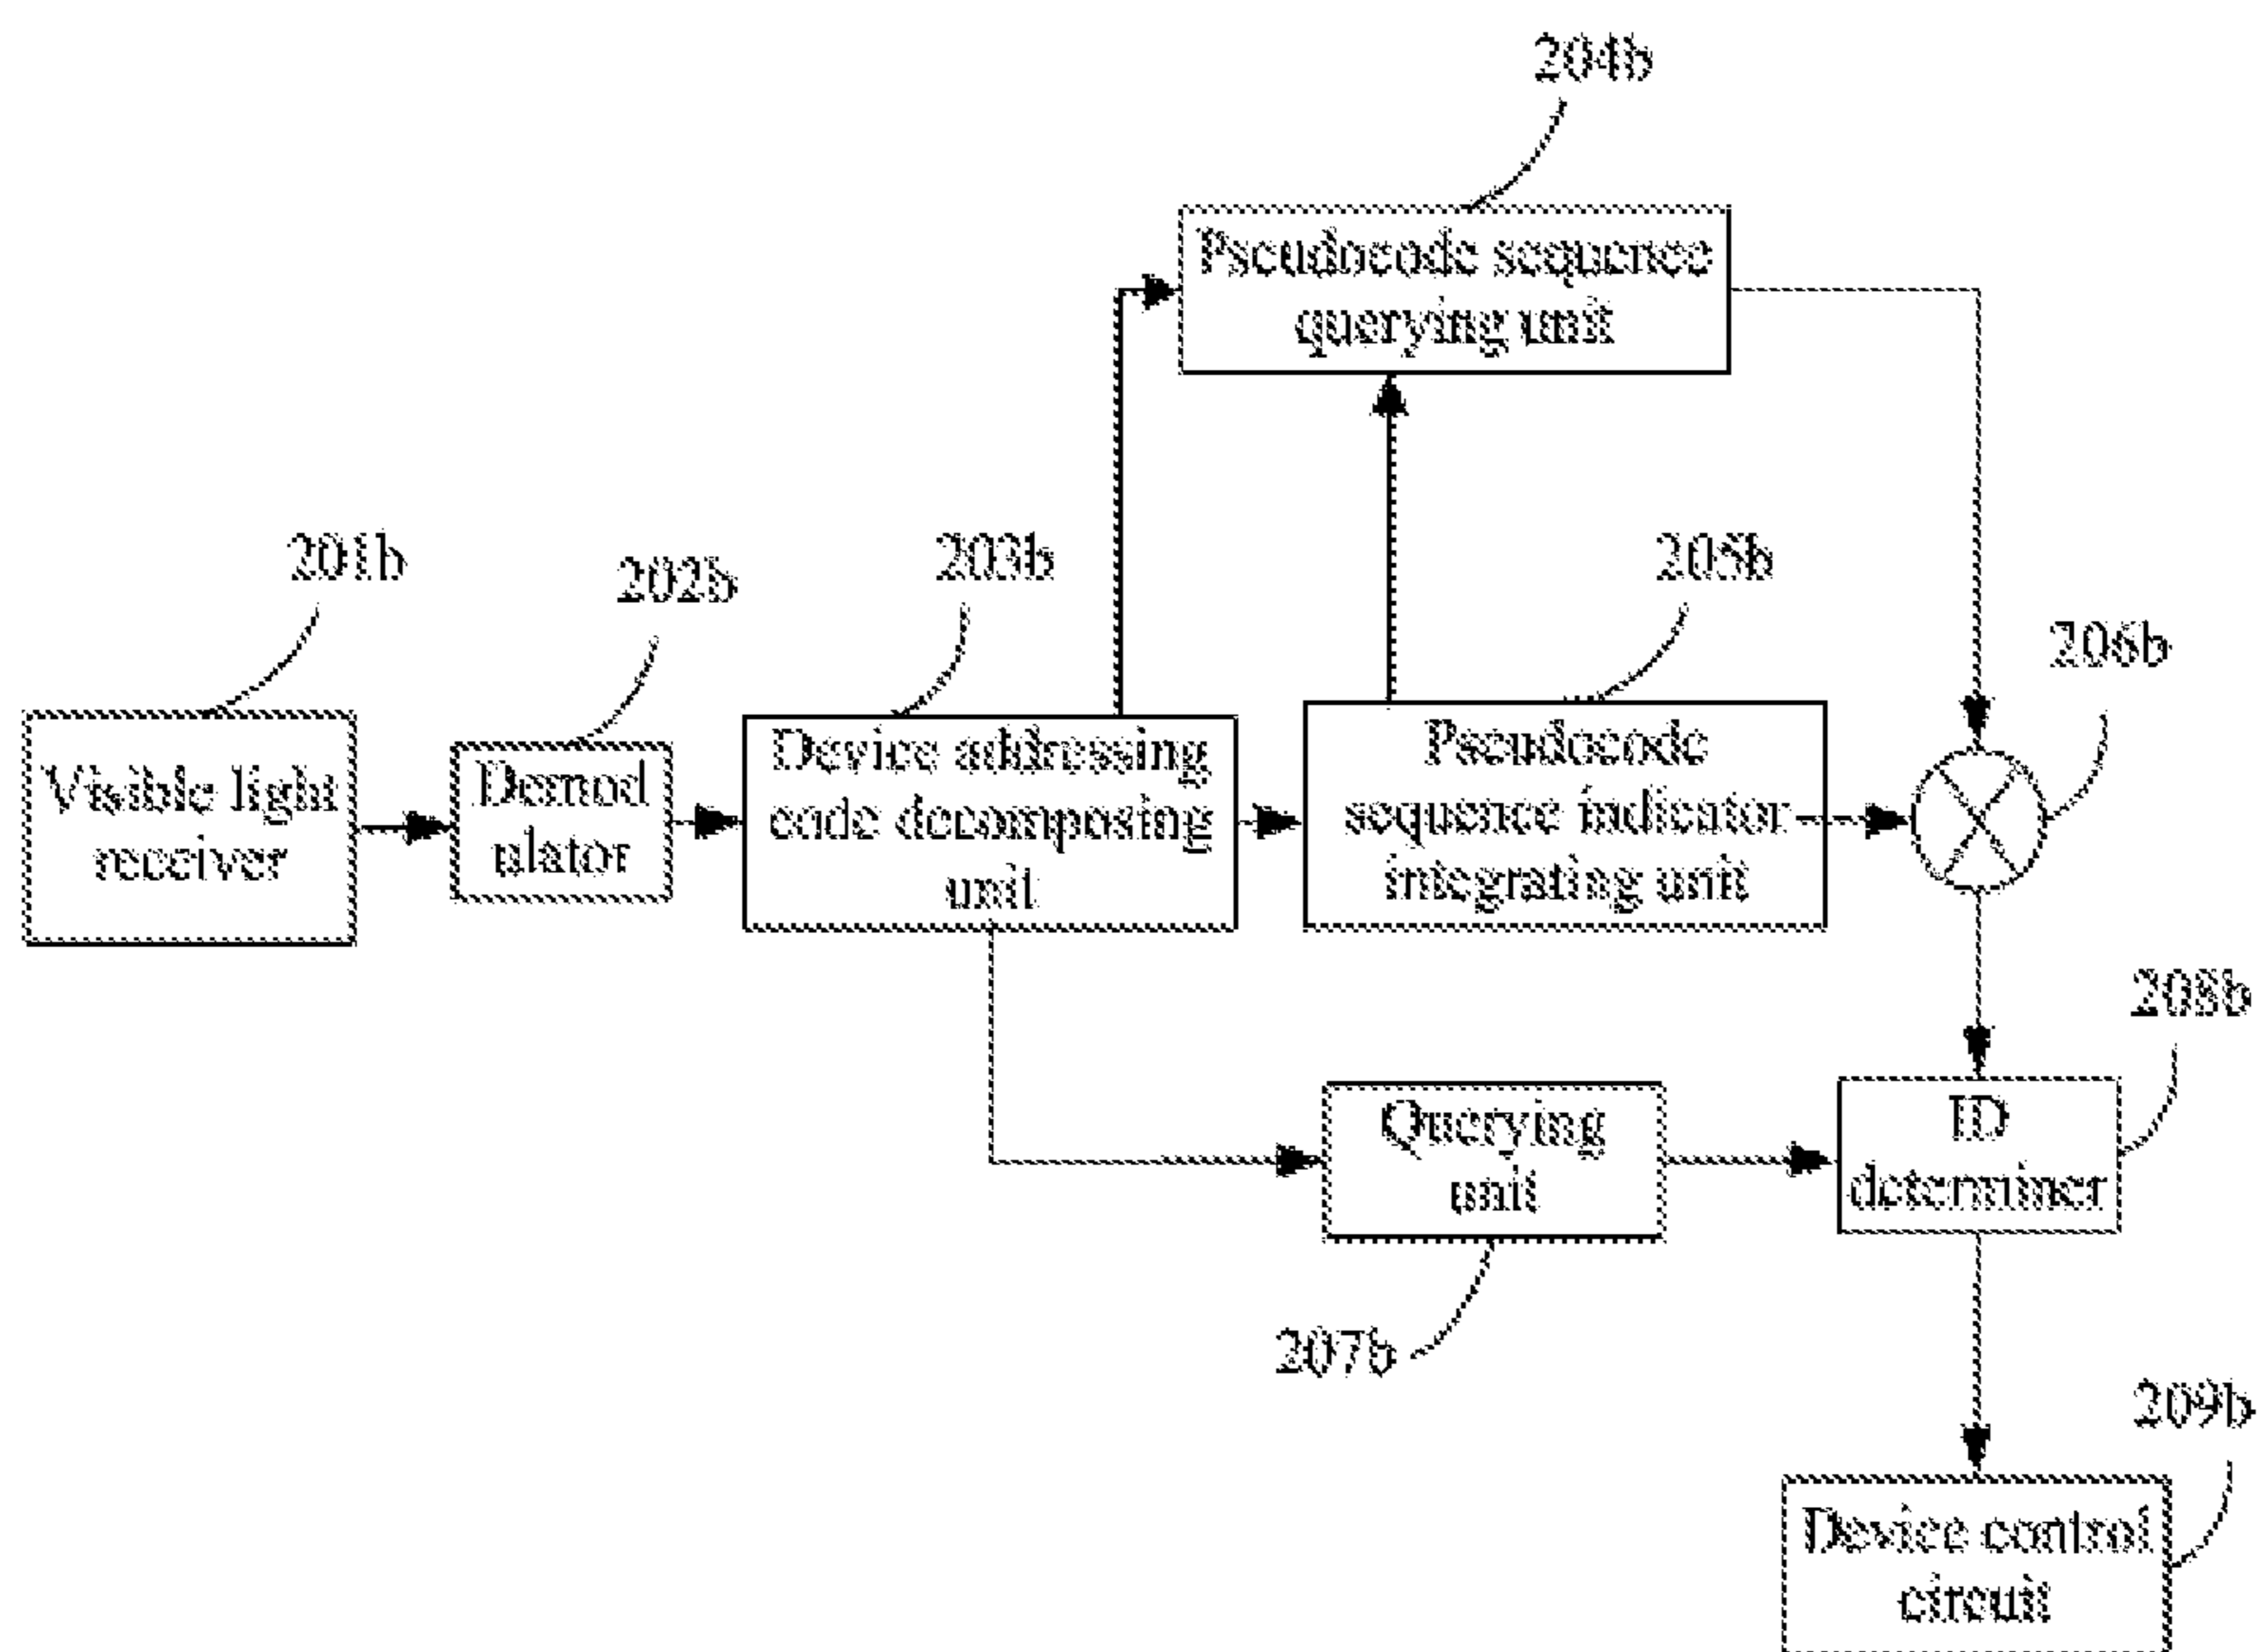 204b
Pseudocode sequence
querying unit
201b
202b
203b
205b
206b
Visible light
receiver
Demod
ulator
Device addressing
code decomposing
unit
Pseudocode
sequence indicator
integrating unit
208b
Querying
unit
ID
determiner
207b
209b
Device control
circuit